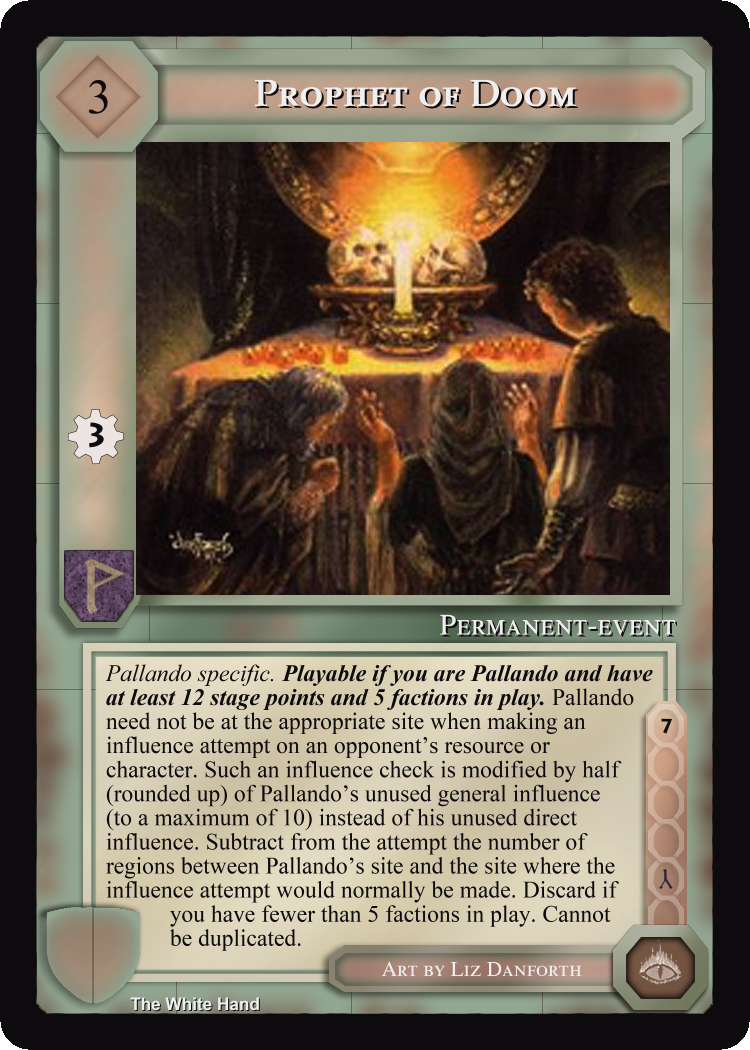 3
Prophet of Doom
3
Permanent-event
Pallando specific. Playable if you are Pallando and have
at least 12 stage points and 5 factions in play. Pallando
need not be at the appropriate site when making an
influence attempt on an opponent's resource or
character. Such an influence check is modified by half
(rounded up) of Pallando's unused general influence
(to a maximum of 10) instead of his unused direct
influence. Subtract from the attempt the number of
regions between Pallando's site and the site where the
influence attempt would normally be made. Discard if
you have fewer than 5 factions in play. Cannot
be duplicated.
7
Art by Liz Danforth
The White Hand